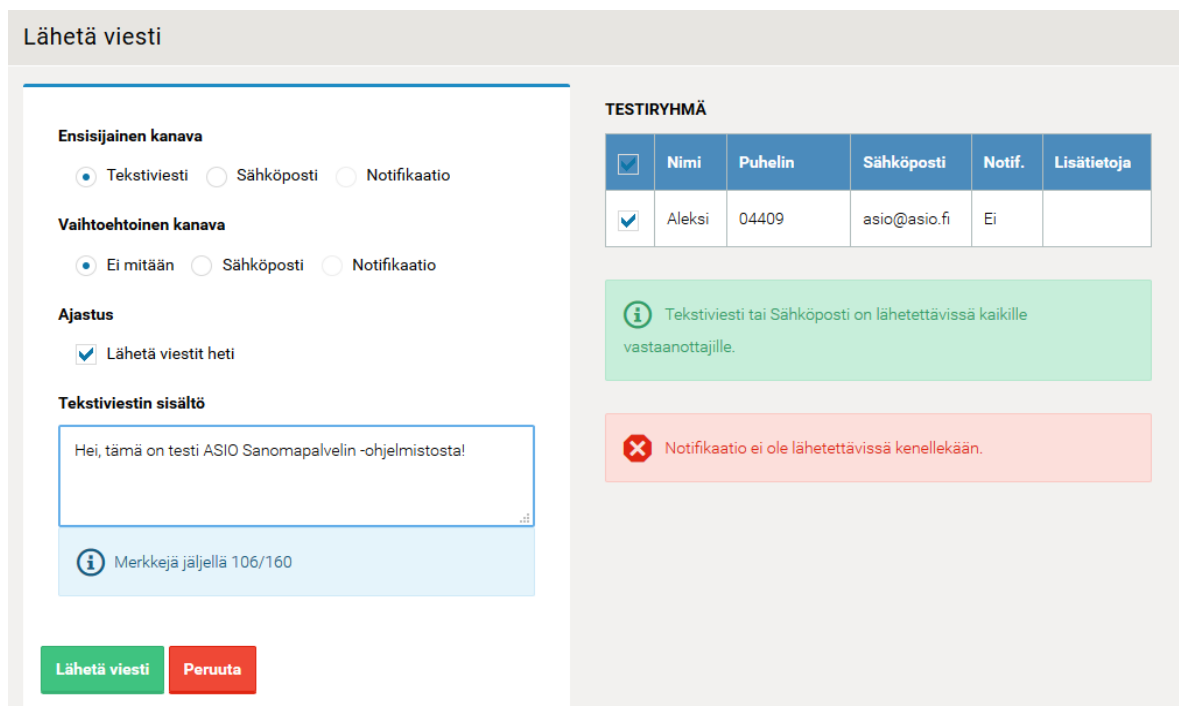 Lähetä viesti
Ensisijainen kanava
Tekstiviesti Sähköposti Notifikaatio
Vaihtoehtoinen kanava
Ei mitään Sähköposti Notifikaatio
Ajastus
Lähetä viestit heti
Tekstiviestin sisältö
Hei, tämä on testi ASIO Sanomapalvelin -ohjelmistosta!
Merkkejä jäljellä 106/160
Lähetä viesti Peruuta
TESTIRYHMÄ
Nimi Puhelin Sähköposti Notif. Lisätietoja
Aleksi 04409 asio@asio.fi Ei
Tekstiviesti tai Sähköposti on lähetettävissä kaikille
vastaanottajille.
Notifikaatio ei ole lähetettävissä kenellekään.